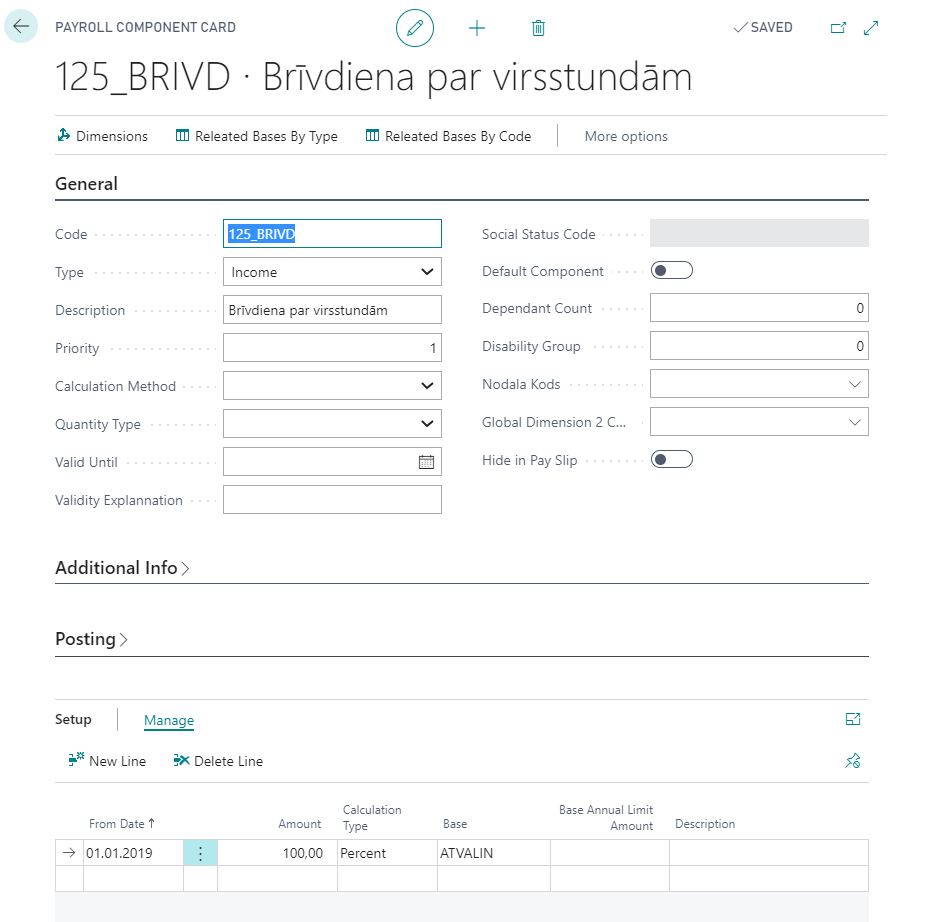 PAYROLL COMPONENT CARD
SAVED
125_BRIVD · Brīvdiena par virsstundām
Dimensions
Releated Bases By Type
Releated Bases By Code
More options
General
Code
125_BRIVD
Type
Income
Description
Brīvdiena par virsstundām
Priority
1
Calculation Method
Quantity Type
Valid Until
Validity Explannation
Social Status Code
Default Component
Dependant Count
0
Disability Group
0
Nodala Kods
Global Dimension 2 C...
Hide in Pay Slip
Additional Info
Posting
Setup
Manage
New Line
Delete Line
From Date
Amount
Calculation
Type
Base
Base Annual Limit
Amount
Description
01.01.2019
100,00
Percent
ATVALIN